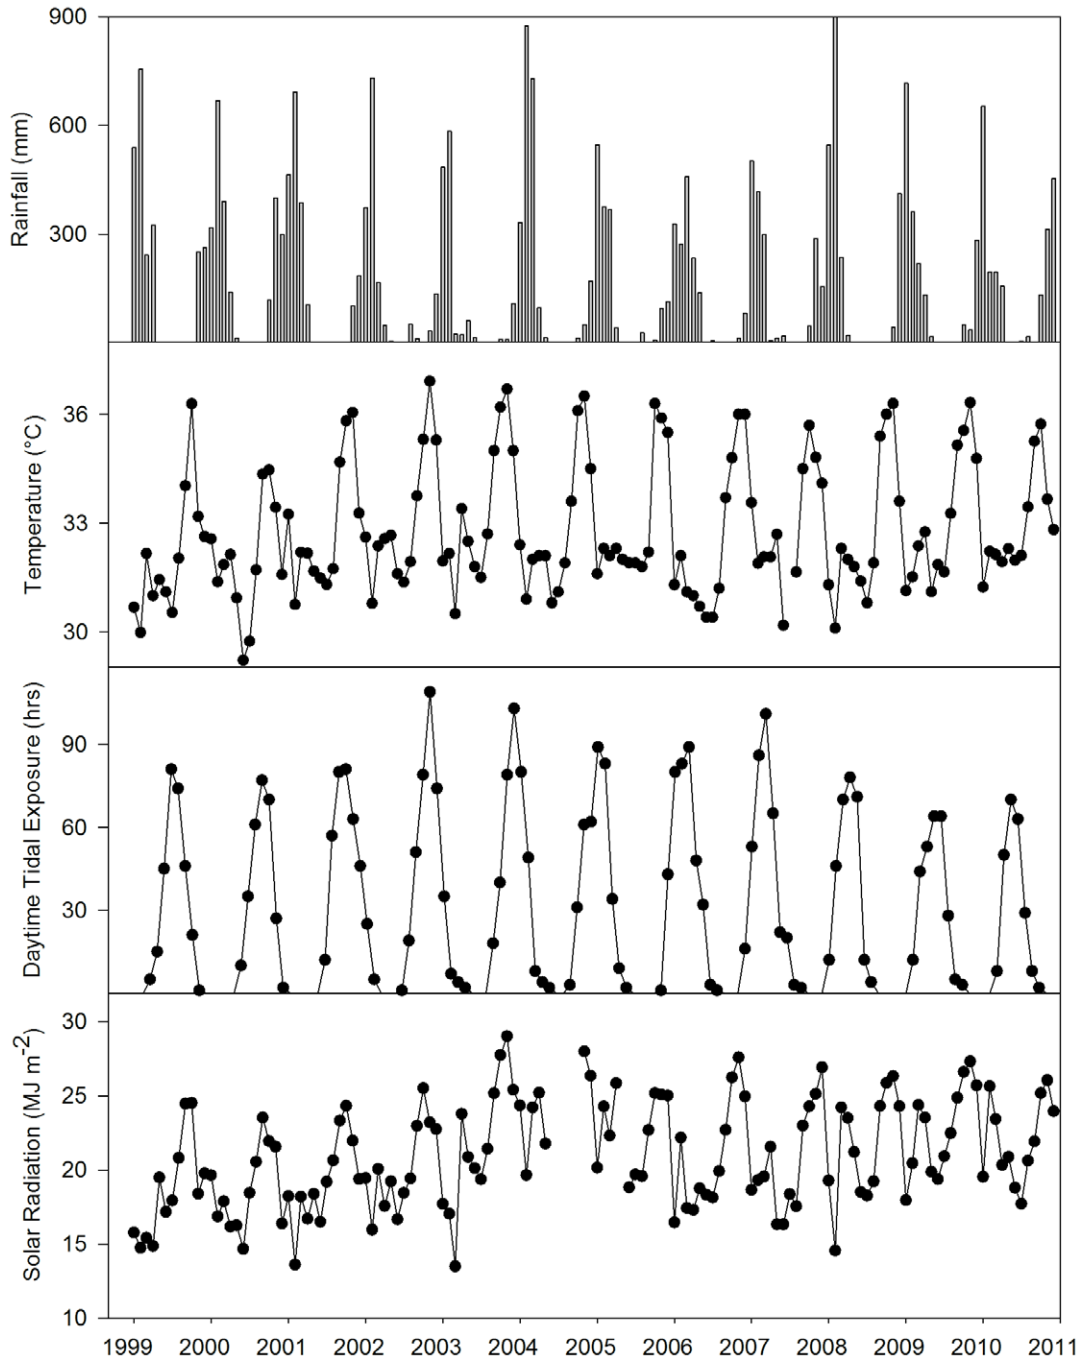 900
600
300
Rainfall (mm)
36
33
30
Temperature (°C)
90
60
30
Daytime Tidal Exposure (hrs)
30
25
20
15
10
Solar Radiation (MJ m-2)
1999 2000 2001 2002 2003 2004 2005 2006 2007 2008 2009 2010 2011